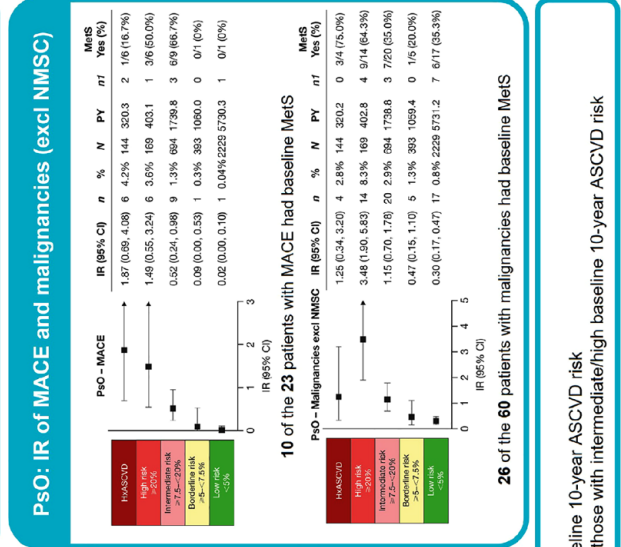 PsO: IR of MACE and malignancies (excl NMSC)
PsO – MACE
IR (95% CI) n % N PY n1 MetS Yes (%)
HxASCVD 1.87 (0.69, 4.08) 6 4.2% 144 320.3 2 1/6 (16.7%)
High risk ≥20% 1.49 (0.55, 3.24) 6 3.6% 169 403.1 1 3/6 (50.0%)
Intermediate risk ≥7.5–<20% 0.52 (0.24, 0.98) 9 1.3% 694 1739.8 3 6/9 (66.7%)
Borderline risk ≥5–<7.5% 0.09 (0.00, 0.53) 1 0.3% 393 1060.0 0 0/1 (0%)
Low risk <5% 0.02 (0.00, 0.10) 1 0.04% 2229 5730.3 1 0/1 (0%)
0 1 2 3
IR (95% CI)
10 of the 23 patients with MACE had baseline MetS
PsO – Malignancies excl NMSC
IR (95% CI) n % N PY n1 MetS Yes (%)
HxASCVD 1.25 (0.34, 3.20) 4 2.8% 144 320.2 0 3/4 (75.0%)
High risk ≥20% 3.48 (1.90, 5.83) 14 8.3% 169 402.8 4 9/14 (64.3%)
Intermediate risk ≥7.5–<20% 1.15 (0.70, 1.78) 20 2.9% 694 1738.8 3 7/20 (35.0%)
Borderline risk ≥5–<7.5% 0.47 (0.15, 1.10) 5 1.3% 393 1059.4 0 1/5 (20.0%)
Low risk <5% 0.30 (0.17, 0.47) 17 0.8% 2229 5731.2 7 6/17 (35.3%)
0 1 2 3 4 5
IR (95% CI)
26 of the 60 patients with malignancies had baseline MetS
eline 10-year ASCVD risk
those with intermediate/high baseline 10-year ASCVD risk